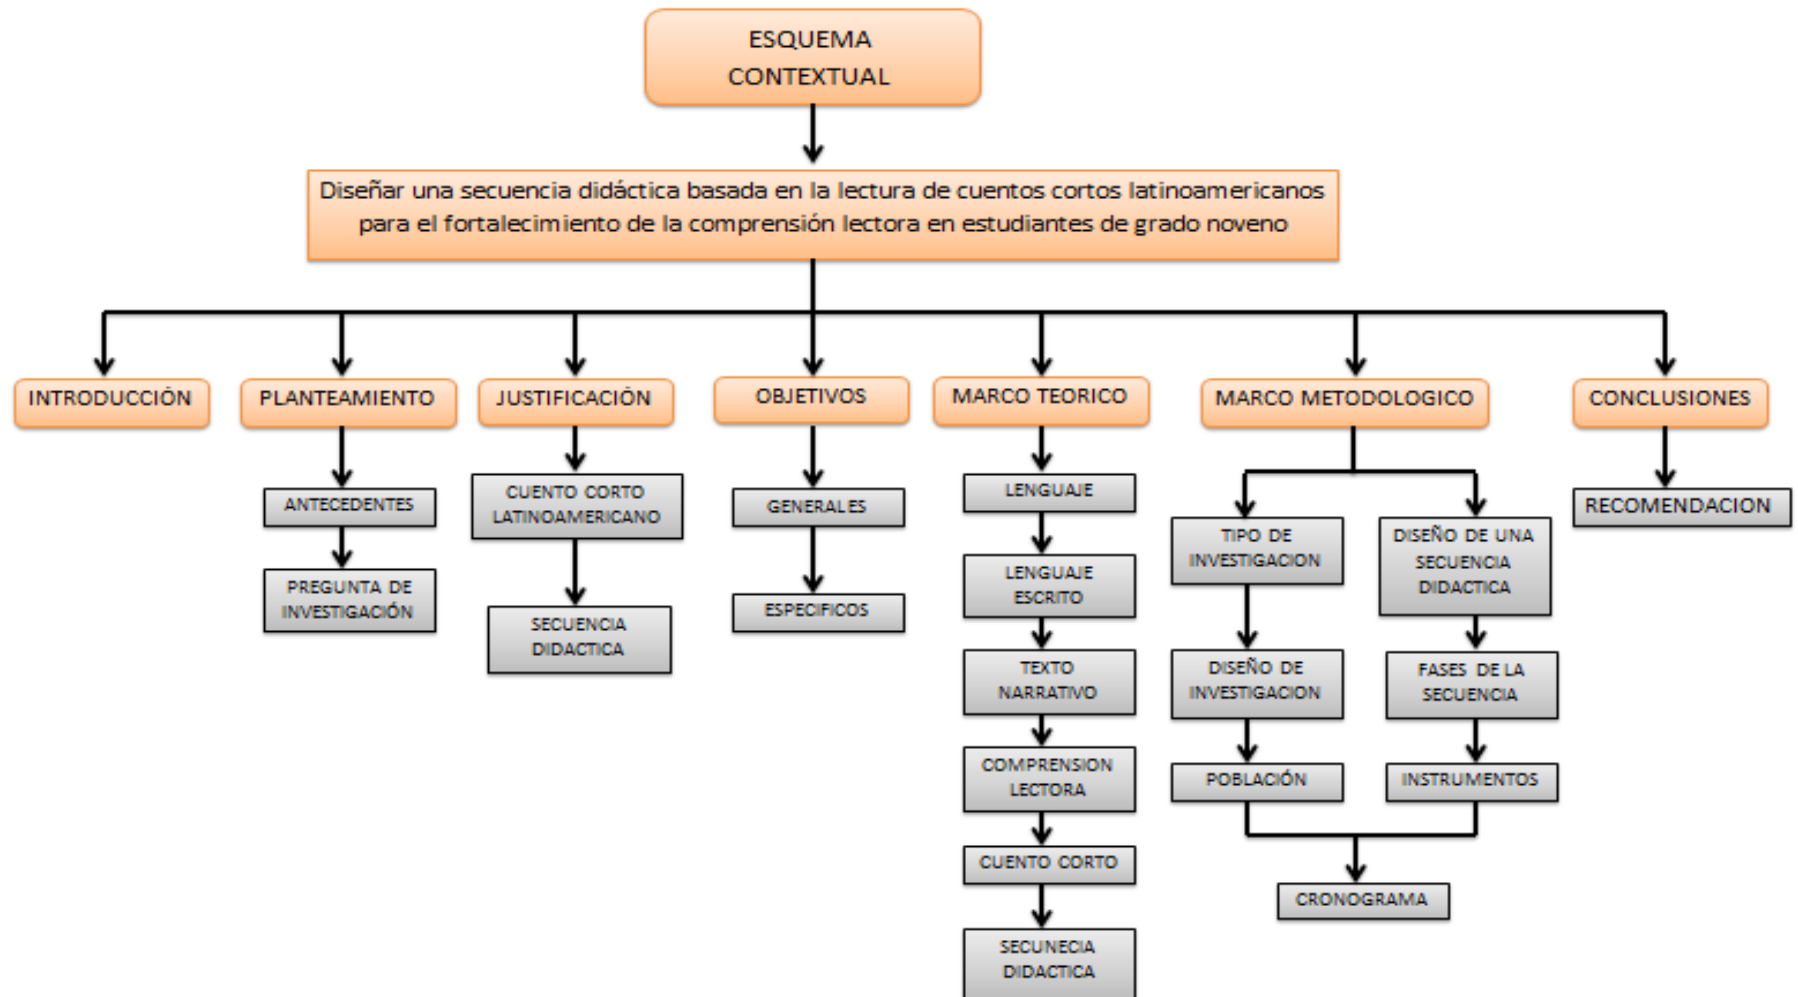 ESQUEMA
CONTEXTUAL
Diseñar una secuencia didáctica basada en la lectura de cuentos cortos latinoamericanos
para el fortalecimiento de la comprensión lectora en estudiantes de grado noveno
INTRODUCCIÓN
PLANTEAMIENTO
ANTECEDENTES
PREGUNTA DE
INVESTIGACIÓN
JUSTIFICACIÓN
CUENTO CORTO
LATINOAMERICANO
SECUENCIA
DIDACTICA
OBJETIVOS
GENERALES
ESPECIFICOS
MARCO TEORICO
LENGUAJE
LENGUAJE
ESCRITO
TEXTO
NARRATIVO
COMPRENSION
LECTORA
CUENTO CORTO
SECUNECIA
DIDACTICA
MARCO METODOLOGICO
TIPO DE
INVESTIGACION
DISEÑO DE
INVESTIGACION
POBLACIÓN
DISEÑO DE UNA
SECUENCIA
DIDACTICA
FASES DE LA
SECUENCIA
INSTRUMENTOS
CRONOGRAMA
CONCLUSIONES
RECOMENDACION